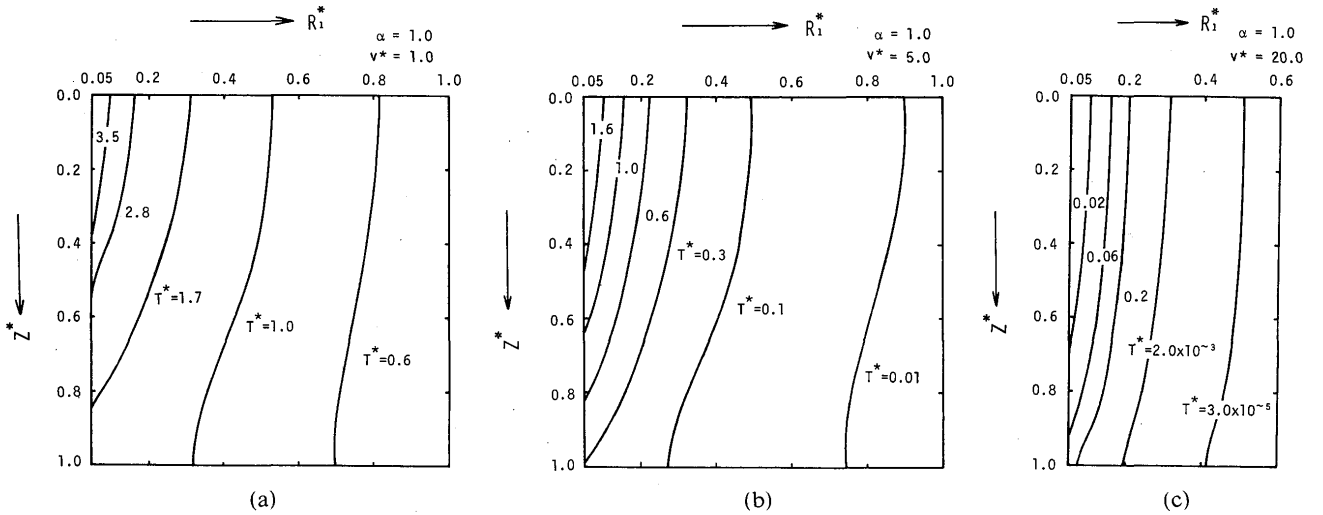 R₁*
α = 1.0
v* = 1.0
0.05 0.2 0.4 0.6 0.8 1.0
0.0
0.2
0.4
0.6
0.8
1.0
Z*
3.5
2.8
T*=1.7
T*=1.0
T*=0.6
(a)
R₁*
α = 1.0
v* = 5.0
0.05 0.2 0.4 0.6 0.8 1.0
0.0
0.2
0.4
0.6
0.8
1.0
Z*
1.6
1.0
0.6
T*=0.3
T*=0.1
T*=0.01
(b)
R₁*
α = 1.0
v* = 20.0
0.05 0.2 0.4 0.6
0.0
0.2
0.4
0.6
0.8
1.0
Z*
0.02
0.06
0.2
T*=2.0x10⁻³
T*=3.0x10⁻⁵
(c)